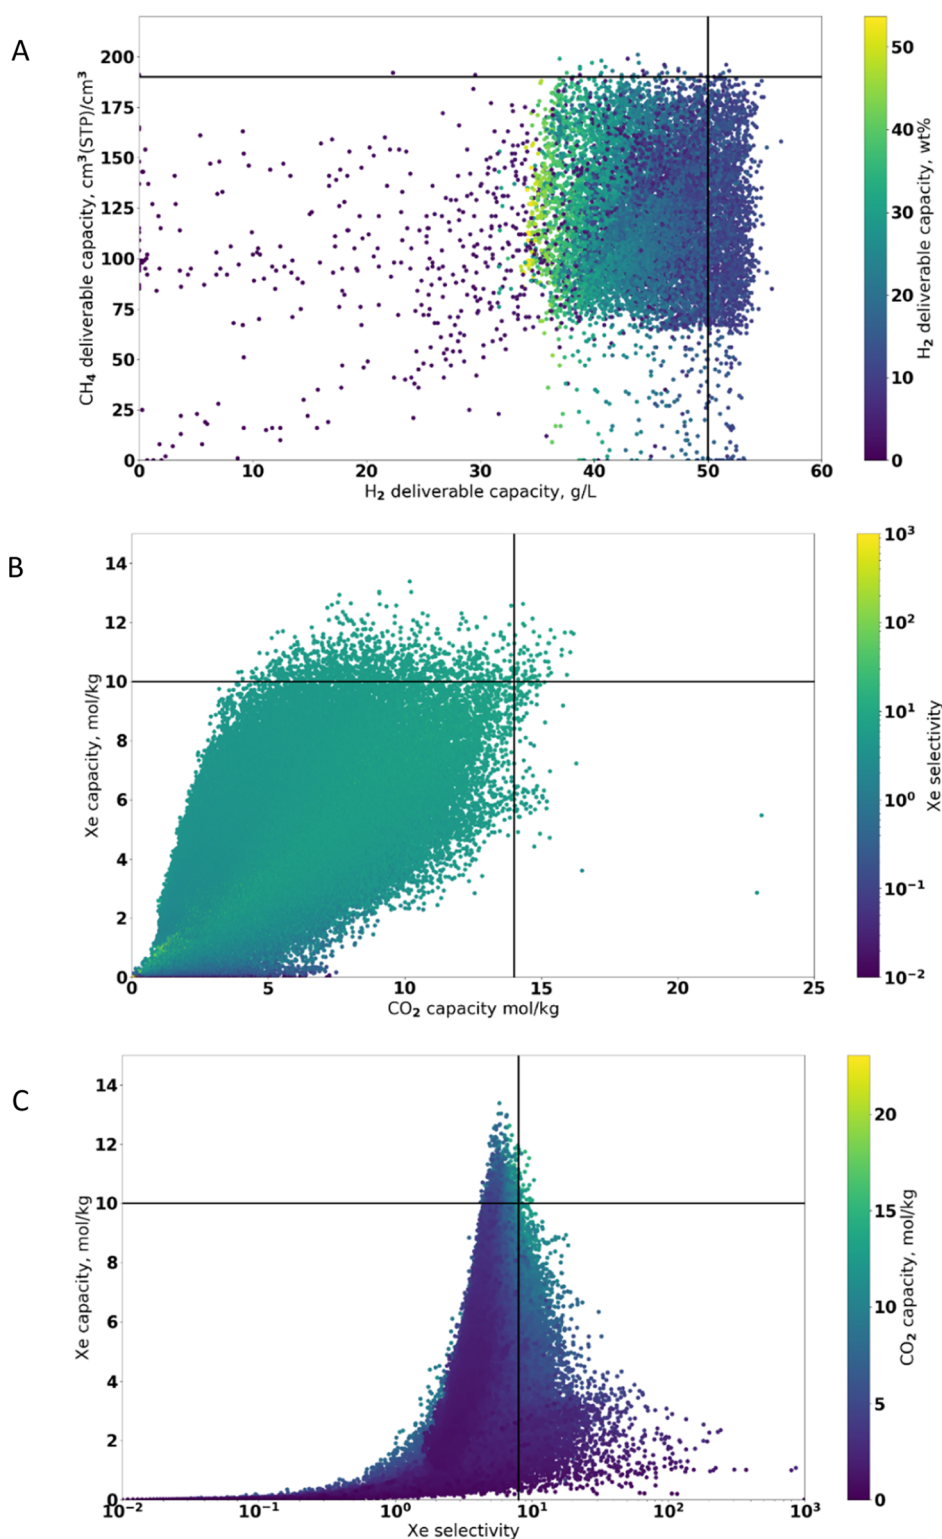 A
CH₄ deliverable capacity, cm³(STP)/cm³
200
175
150
125
100
75
50
25
0
0 10 20 30 40 50 60
H₂ deliverable capacity, g/L
50
40
30
20
10
0
H₂ deliverable capacity, wt%
B
Xe capacity, mol/kg
14
12
10
8
6
4
2
0
0 5 10 15 20 25
CO₂ capacity mol/kg
10³
10²
10¹
10⁰
10⁻¹
10⁻²
Xe selectivity
C
Xe capacity, mol/kg
14
12
10
8
6
4
2
0
10⁻² 10⁻¹ 10⁰ 10¹ 10² 10³
Xe selectivity
20
15
10
5
0
CO₂ capacity, mol/kg